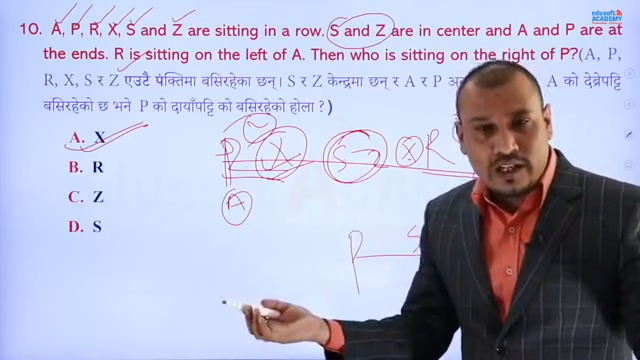 edusoft
ACADEMY
10. A, P, R, X, S and Z are sitting in a row. S and Z are in center and A and P are at
the ends. R is sitting on the left of A. Then who is sitting on the right of P? (A, P,
R, X, S र Z एउटै पंक्तिमा बसिरहेका छन्। S र Z केन्द्रमा छन् र A र P अ A को देब्रेपट्टि
बसिरहेको छ भने P को दायाँपट्टि को बसिरहेको होला ?)
A. X
B. R
C. Z
D. S
P X S Z X R
A
P S